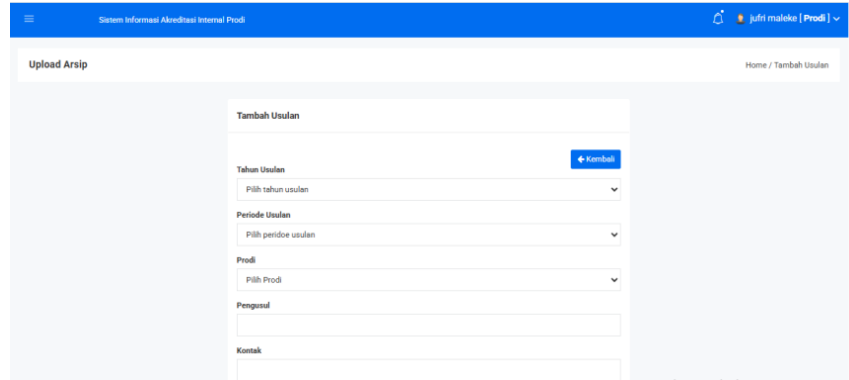 Sistem Informasi Akreditasi Internal Prodi
jufri maleke [ Prodi ]
Upload Arsip
Home / Tambah Usulan
Tambah Usulan
Kembali
Tahun Usulan
Pilih tahun usulan
Periode Usulan
Pilih peridoe usulan
Prodi
Pilih Prodi
Pengusul
Kontak